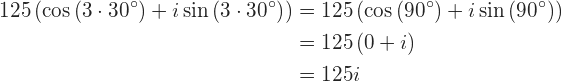 125 (cos (3 · 30°) + i sin (3 · 30°)) = 125 (cos (90°) + i sin (90°))
= 125 (0 + i)
= 125i